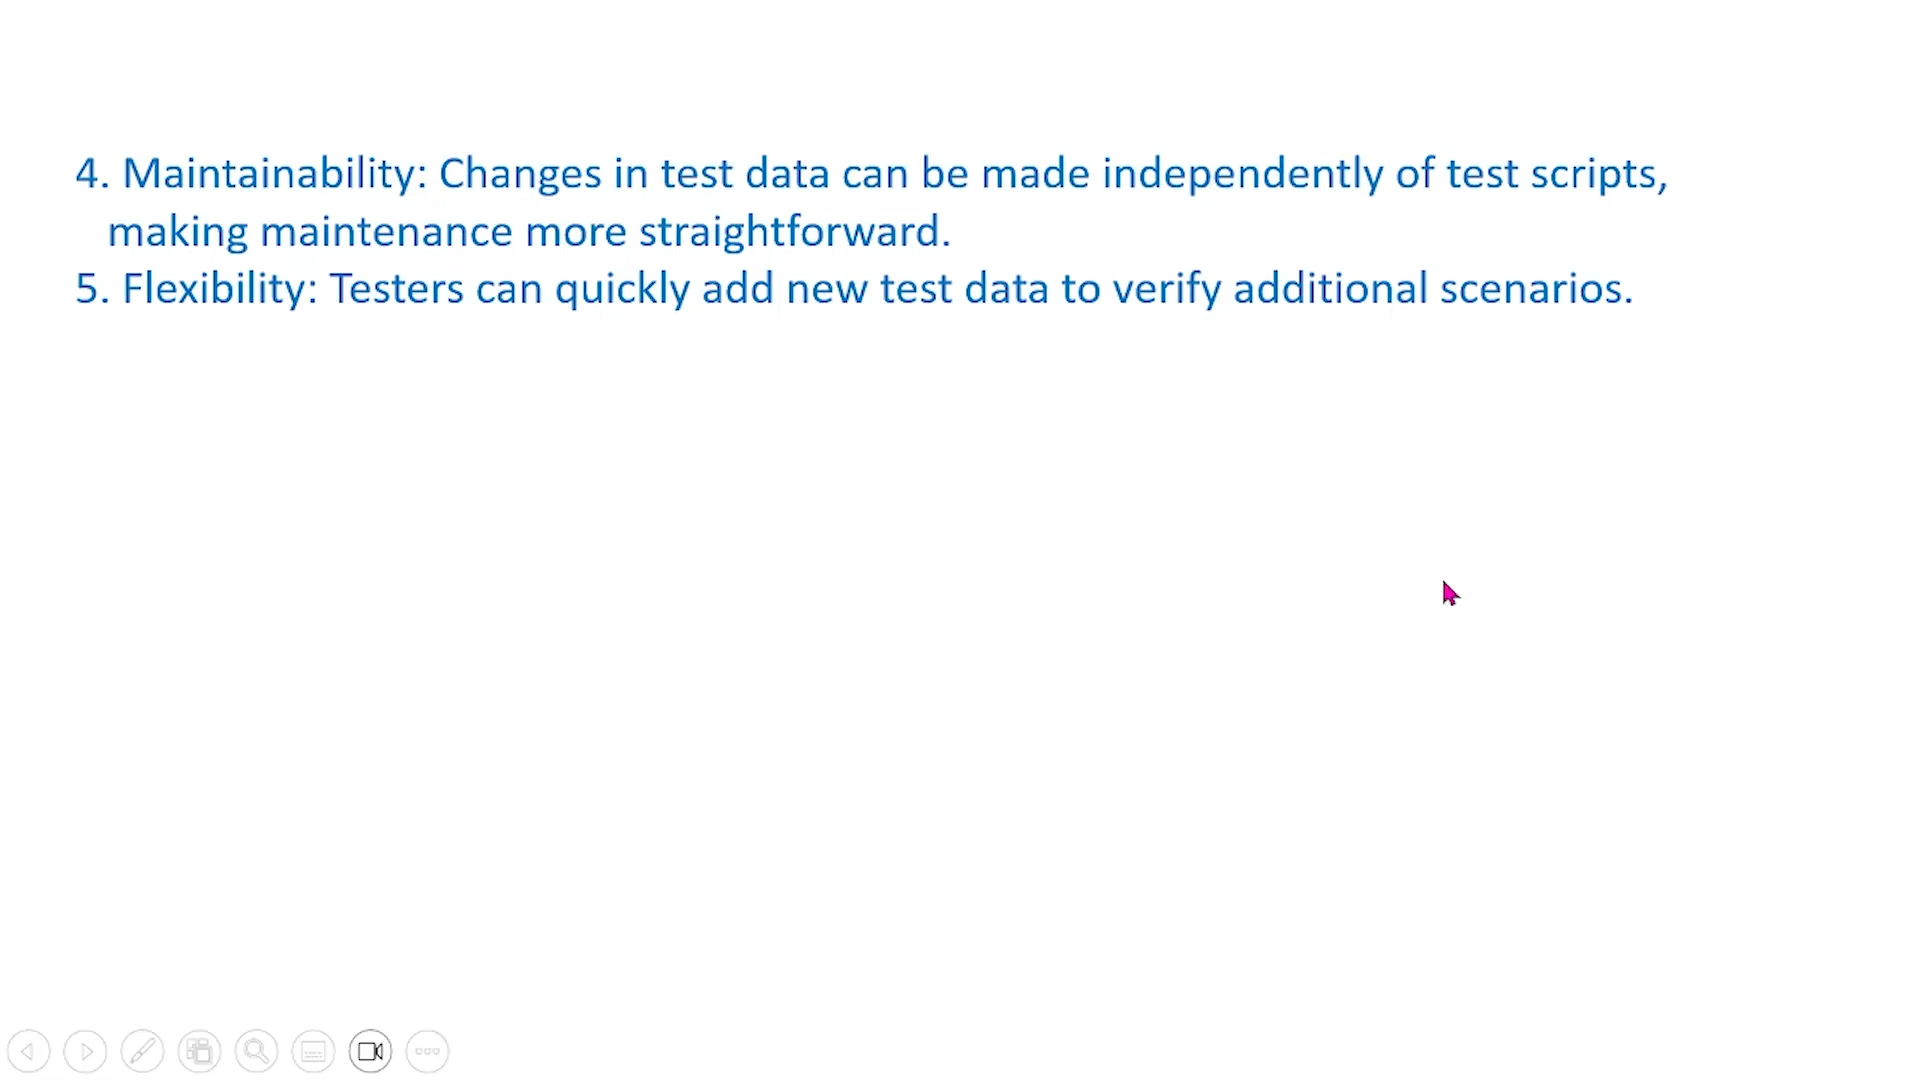 4. Maintainability: Changes in test data can be made independently of test scripts,
making maintenance more straightforward.
5. Flexibility: Testers can quickly add new test data to verify additional scenarios.